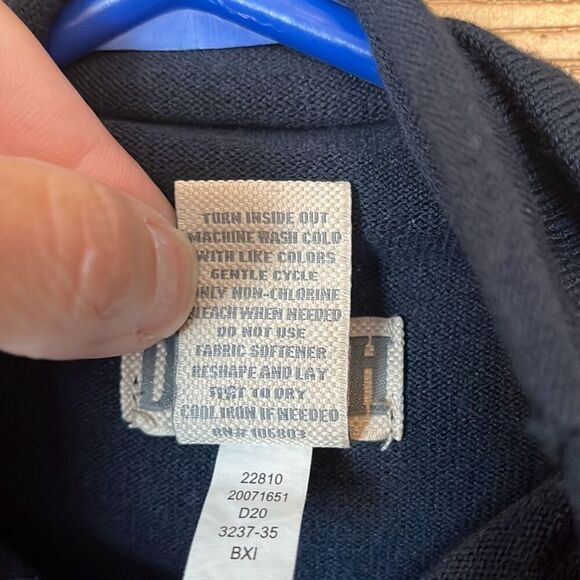 TURN INSIDE OUT
MACHINE WASH COLD
WITH LIKE COLORS
GENTLE CYCLE
ONLY NON-CHLORINE
BLEACH WHEN NEEDED
DO NOT USE
FABRIC SOFTENER
RESHAPE AND LAY
FLAT TO DRY
COOL IRON IF NEEDED
RN# 106803
22810
20071651
D20
3237-35
BXI